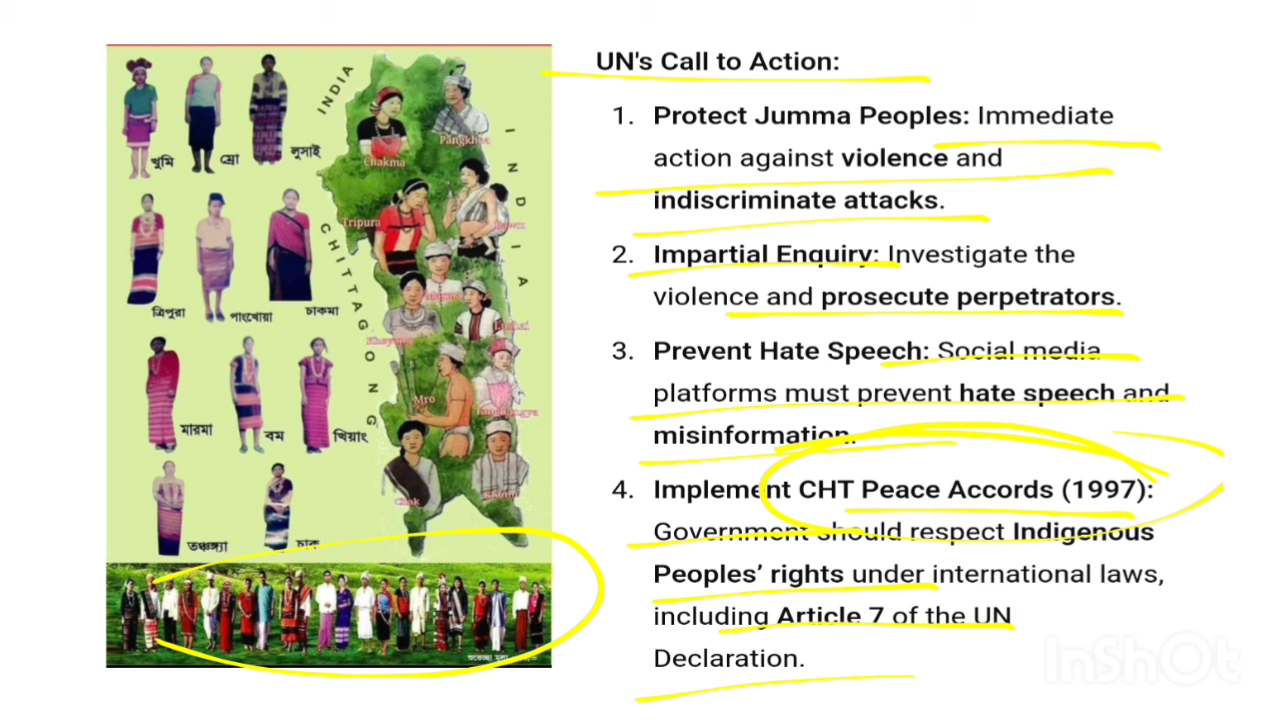 UN's Call to Action:
1. Protect Jumma Peoples: Immediate
action against violence and
indiscriminate attacks.
2. Impartial Enquiry: Investigate the
violence and prosecute perpetrators.
3. Prevent Hate Speech: Social media
platforms must prevent hate speech and
misinformation.
4. Implement CHT Peace Accords (1997):
Government should respect Indigenous
Peoples’ rights under international laws,
including Article 7 of the UN
Declaration.
খুমি
ম্রো
লুসাই
ত্রিপুরা
পাংখোয়া
চাকমা
মারমা
বম
খিয়াং
তঞ্চঙ্গ্যা
চাক
INDIA
INDIA
CHITTAGONG
Chakma
Pangkhua
Tripura
Mro
Chak
Khumi
InShOt